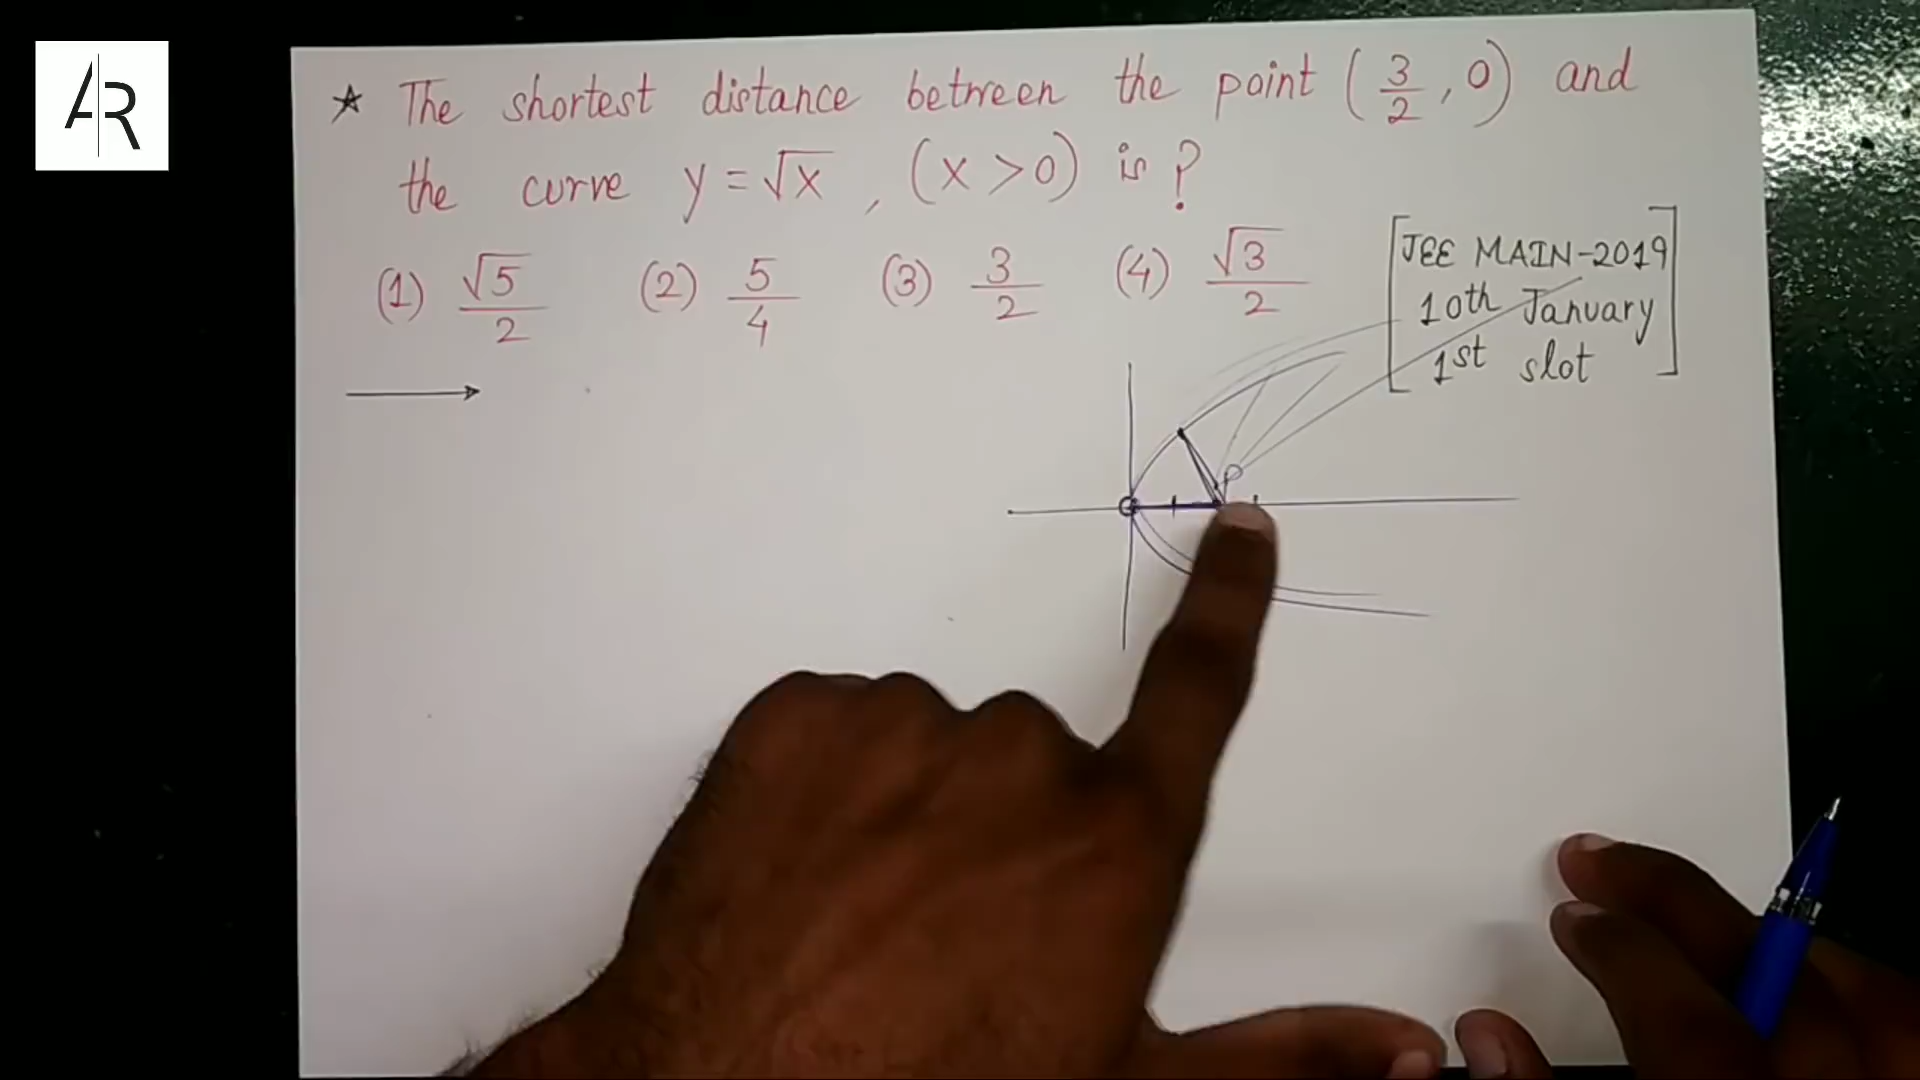 AR
☆ The shortest distance between the point (3/2, 0) and
the curve y = √x , (x > 0) is ?
(1) √5/2 (2) 5/4 (3) 3/2 (4) √3/2
[JEE MAIN-2019
10th January
1st slot]
P